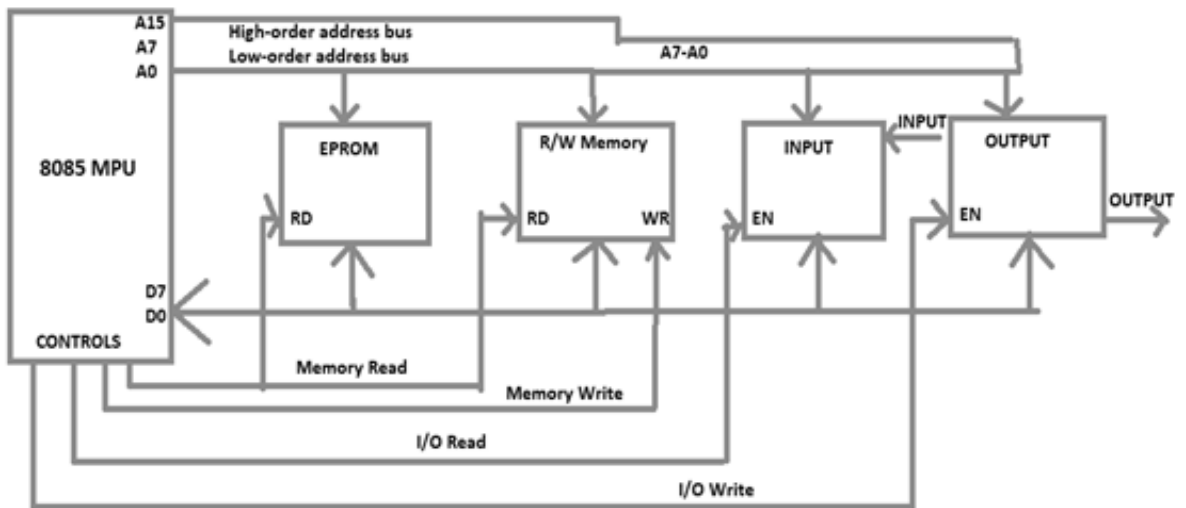 A15
A7
A0
High-order address bus
Low-order address bus
A7-A0
8085 MPU
EPROM
RD
R/W Memory
RD
WR
INPUT
EN
INPUT
OUTPUT
EN
OUTPUT
D7
D0
CONTROLS
Memory Read
Memory Write
I/O Read
I/O Write